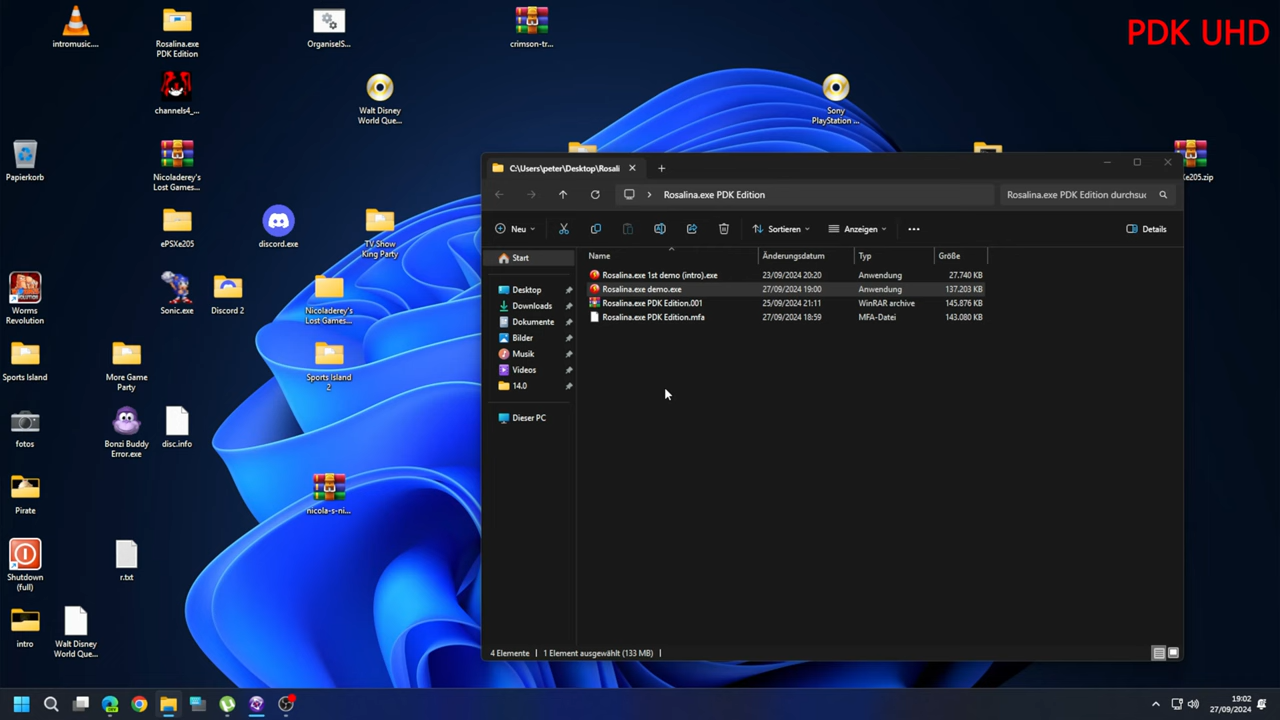 PDK UHD
intromusic....
Rosalina.exe
PDK Edition
OrganiseIS...
crimson-tr...
channels4_...
Walt Disney
World Que...
Sony
PlayStation ...
Papierkorb
Nicoladerey's
Lost Games...
Xe205.zip
ePSXe205
discord.exe
TV Show
King Party
Worms
Revolution
Sonic.exe
Discord 2
Nicoladerey's
Lost Games...
Sports Island
More Game
Party
Sports Island
2
fotos
Bonzi Buddy
Error.exe
disc.info
Pirate
nicola-s-ni...
Shutdown
(full)
r.txt
intro
Walt Disney
World Que...
C:\Users\peter\Desktop\Rosali
Rosalina.exe PDK Edition
Rosalina.exe PDK Edition durchsuc
Neu
Sortieren
Anzeigen
Details
Start
Desktop
Downloads
Dokumente
Bilder
Musik
Videos
14.0
Dieser PC
Name Änderungsdatum Typ Größe
Rosalina.exe 1st demo (intro).exe 23/09/2024 20:20 Anwendung 27.740 KB
Rosalina.exe demo.exe 27/09/2024 19:00 Anwendung 137.203 KB
Rosalina.exe PDK Edition.001 25/09/2024 21:11 WinRAR archive 145.876 KB
Rosalina.exe PDK Edition.mfa 27/09/2024 18:59 MFA-Datei 143.080 KB
4 Elemente 1 Element ausgewählt (133 MB)
19:02
27/09/2024